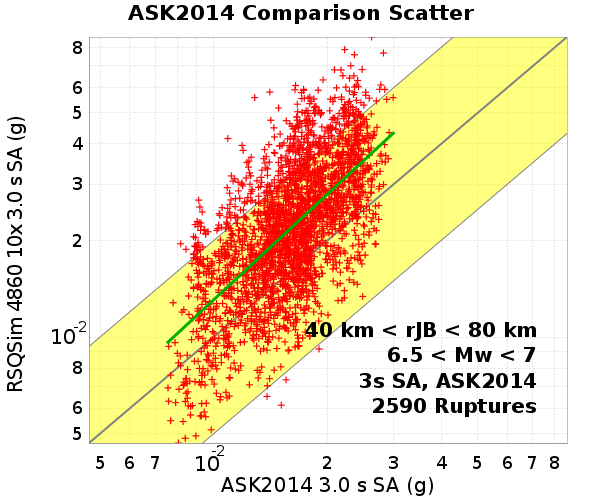 ASK2014 Comparison Scatter
RSQSim 4860 10x 3.0 s SA (g)
8
6
5
4
3
2
10-2
8
6
5
40 km < rJB < 80 km
6.5 < Mw < 7
3s SA, ASK2014
2590 Ruptures
5 6 7 10-2 2 3 4 5 6 7 8
ASK2014 3.0 s SA (g)